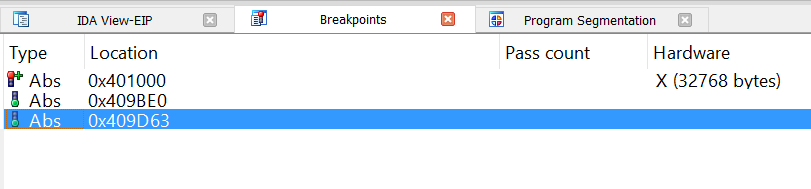 IDA View-EIP Breakpoints Program Segmentation
Type Location Pass count Hardware
Abs 0x401000 X (32768 bytes)
Abs 0x409BE0
Abs 0x409D63